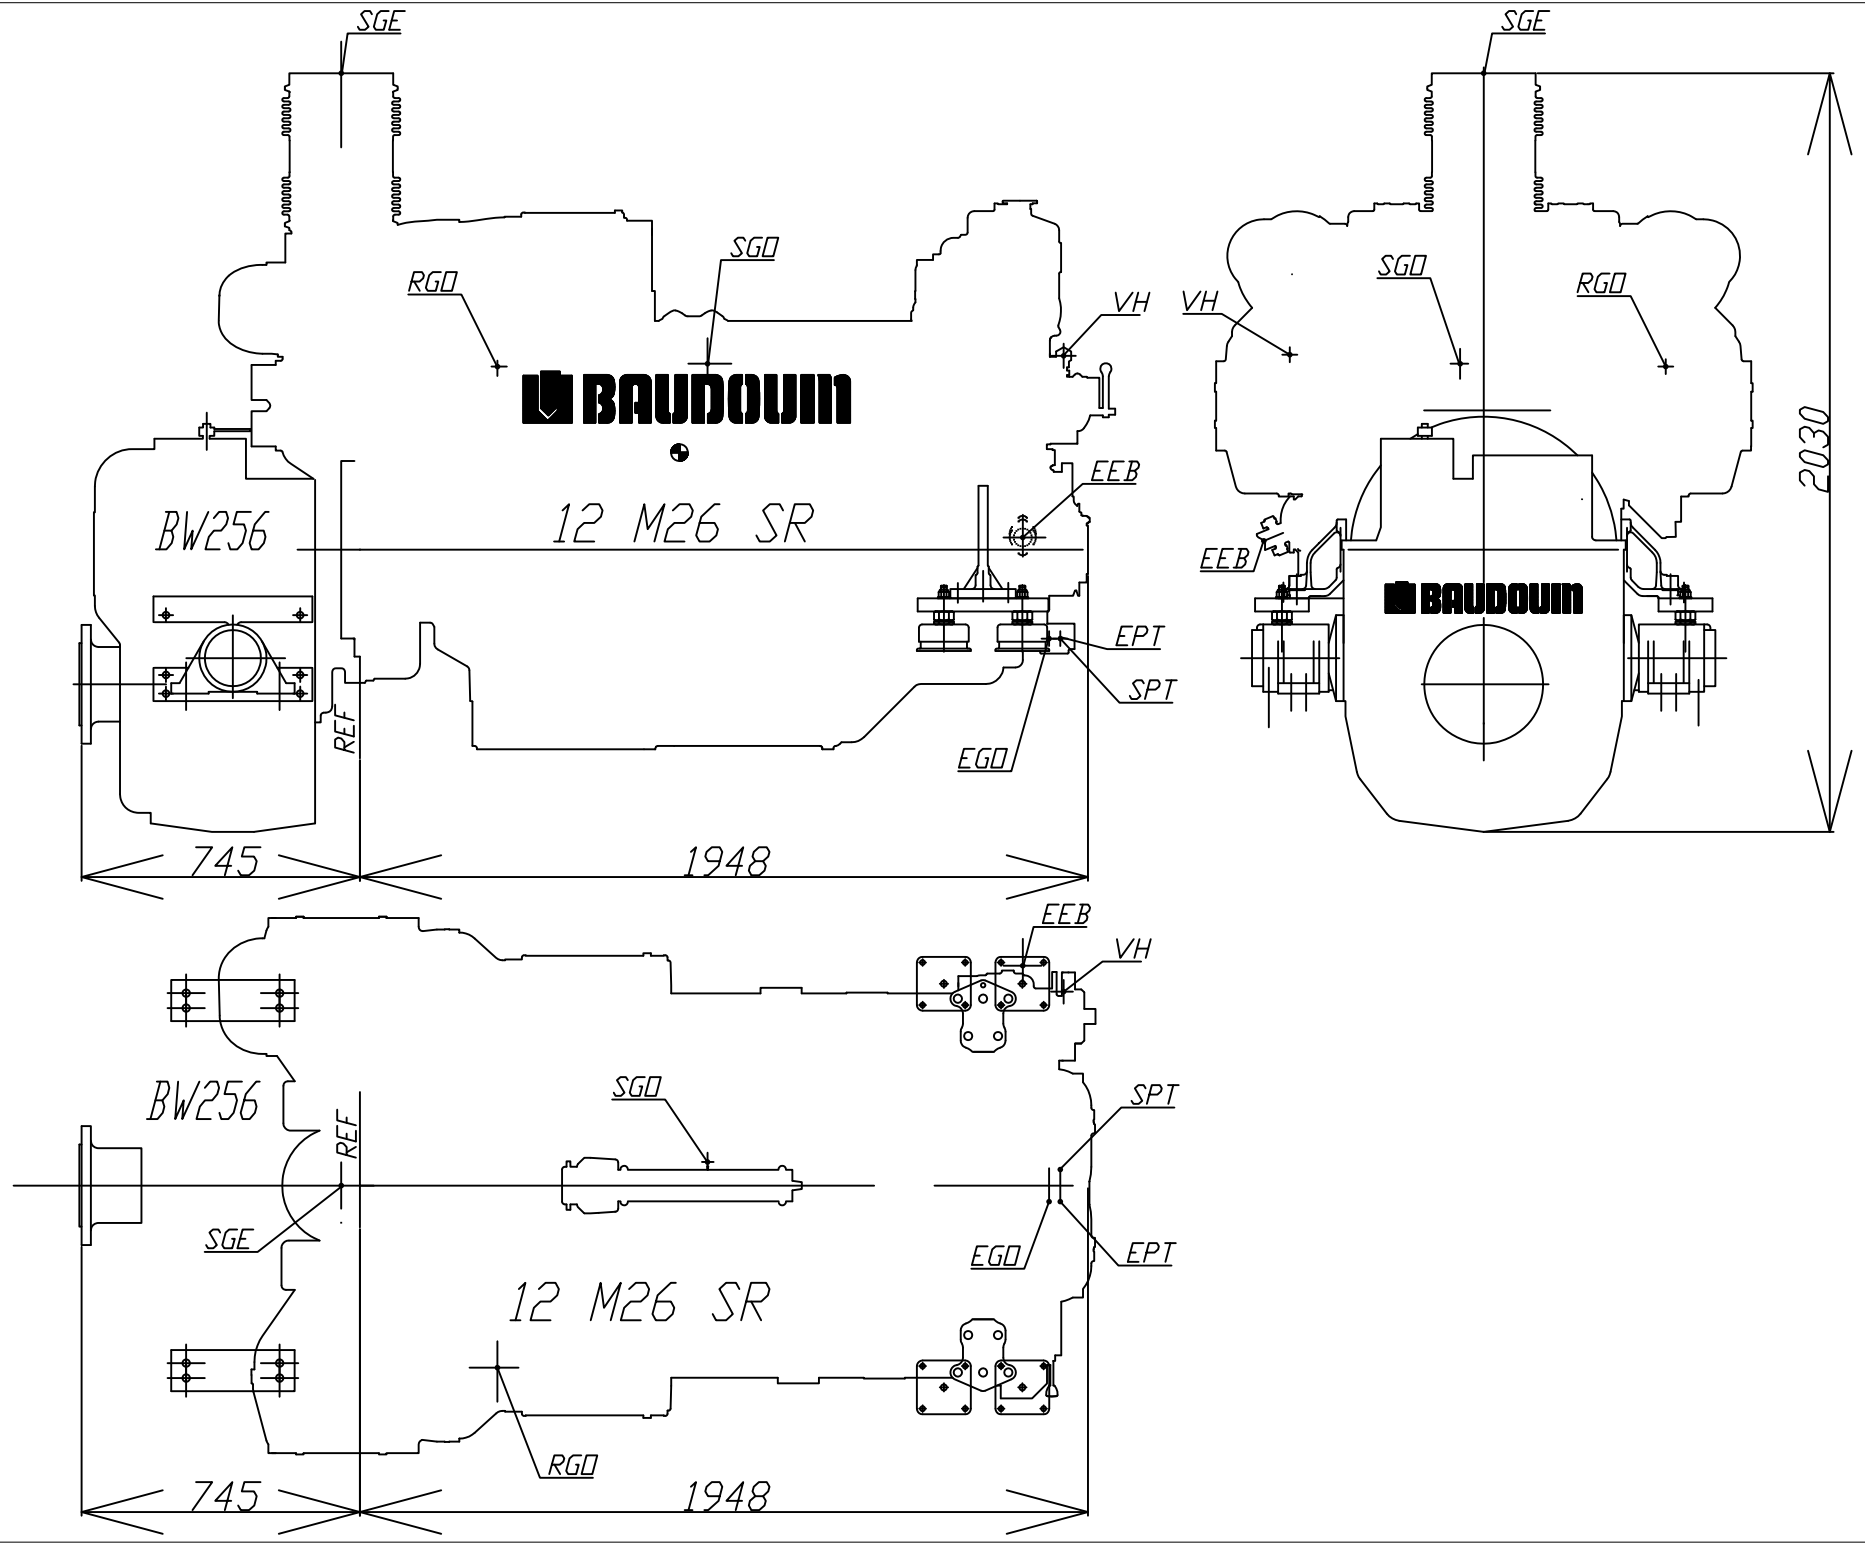 SGE
SGE
SGO
RGO
VH
VH
SGO
RGO
BAUDOUIN
2030
EEB
BW256
12 M26 SR
EEB
BAUDOUIN
EPT
SPT
REF
EGO
745
1948
EEB
VH
BW256
SGO
SPT
REF
SGE
EGO
EPT
12 M26 SR
RGO
745
1948